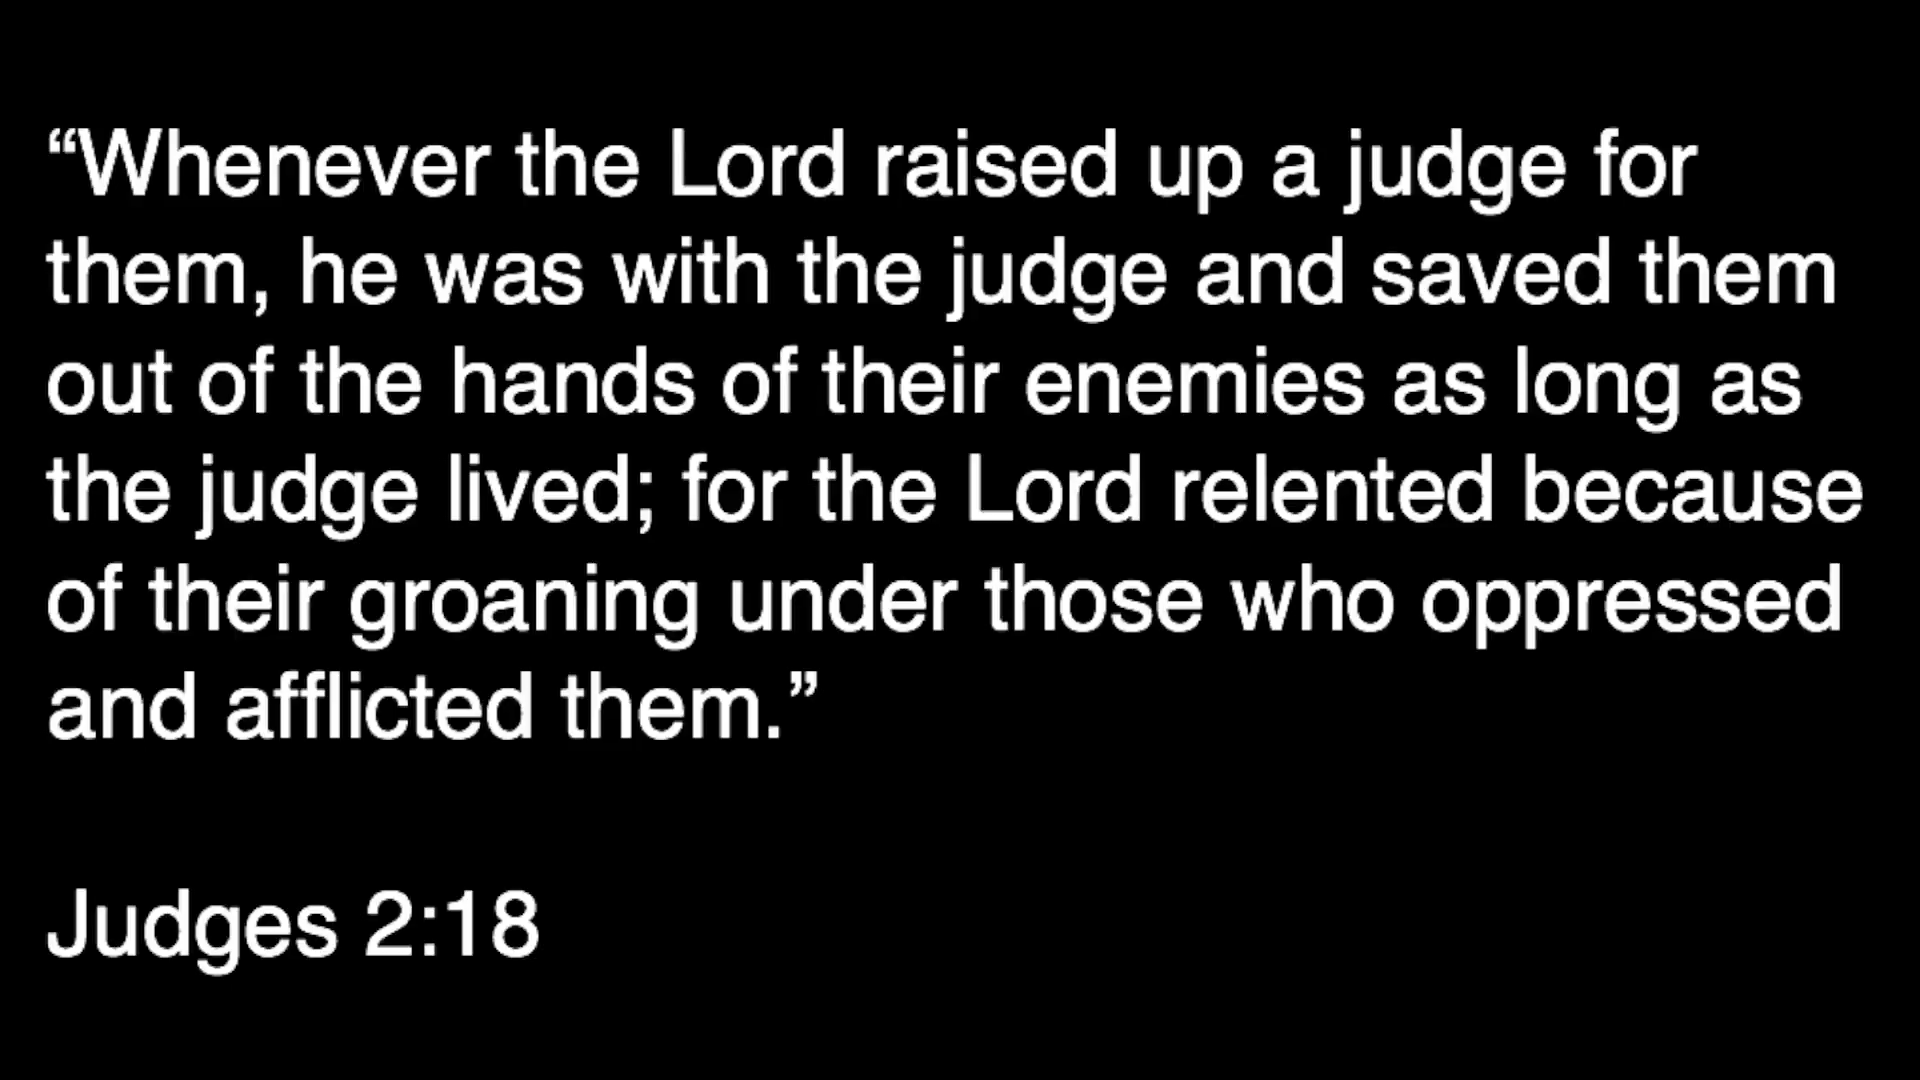 “Whenever the Lord raised up a judge for
them, he was with the judge and saved them
out of the hands of their enemies as long as
the judge lived; for the Lord relented because
of their groaning under those who oppressed
and afflicted them.”
Judges 2:18